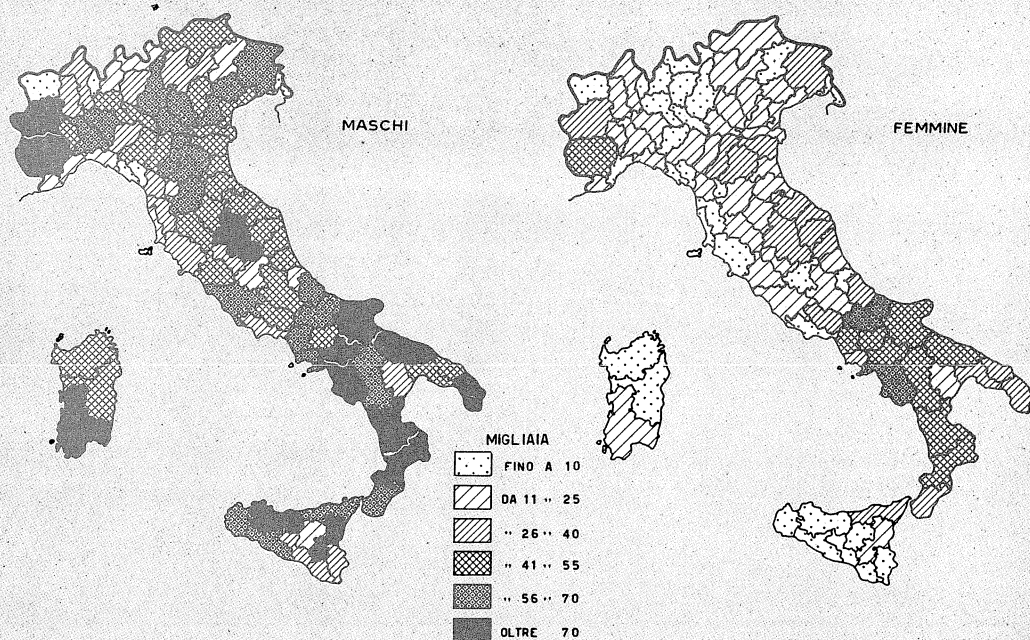 MASCHI
FEMMINE
MIGLIAIA
FINO A 10
DA 11 " 25
" 26 " 40
" 41 " 55
" 56 " 70
OLTRE 70